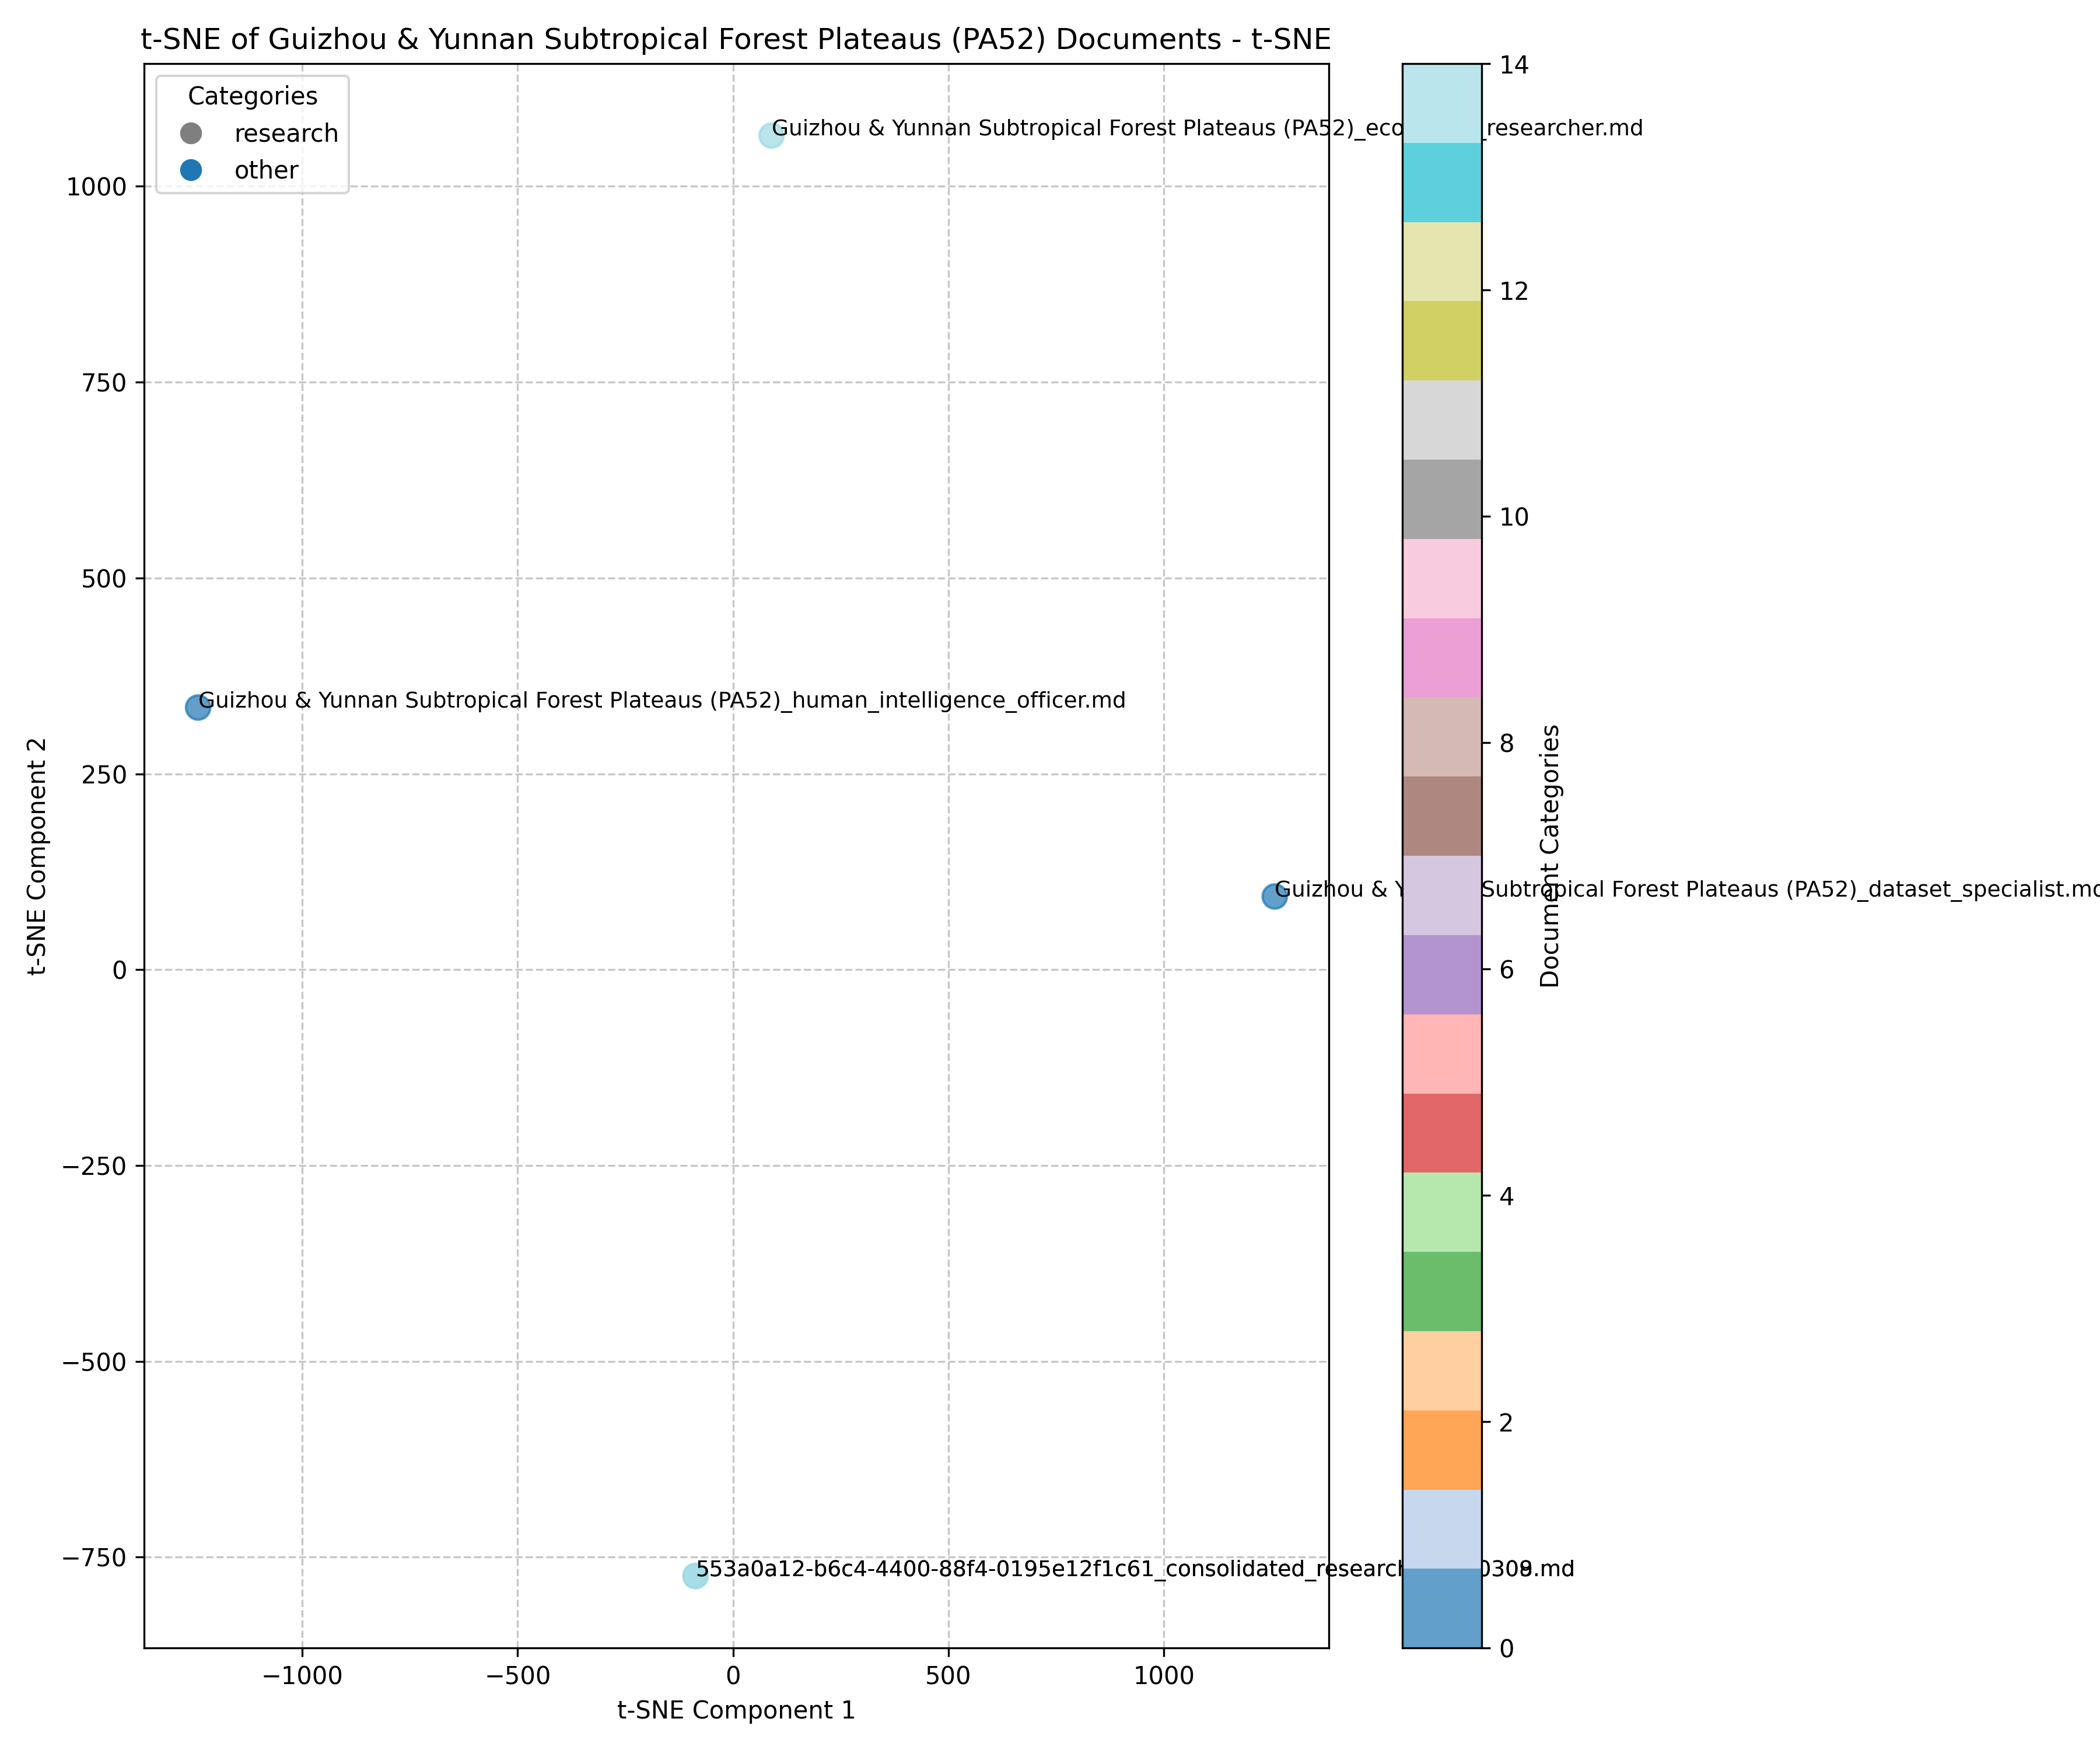 t-SNE of Guizhou & Yunnan Subtropical Forest Plateaus (PA52) Documents - t-SNE
Categories
research
other
Guizhou & Yunnan Subtropical Forest Plateaus (PA52)_eco
_researcher.md
Guizhou & Yunnan Subtropical Forest Plateaus (PA52)_human_intelligence_officer.md
Guizhou & Y
Subtropical Forest Plateaus (PA52)_dataset_specialist.md
553a0a12-b6c4-4400-88f4-0195e12f1c61_consolidated_research
.md
1000
750
500
250
0
−250
−500
−750
t-SNE Component 2
−1000
−500
0
500
1000
t-SNE Component 1
14
12
10
8
6
4
2
0
Document Categories